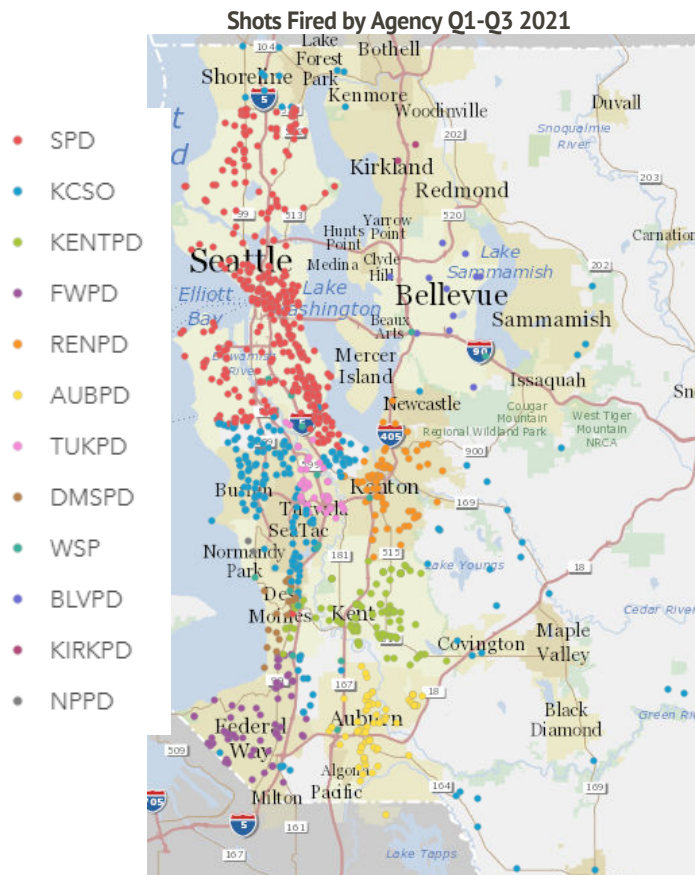 Shots Fired by Agency Q1-Q3 2021
SPD
KCSO
KENTPD
FWPD
RENPD
AUBPD
TUKPD
DMSPD
WSP
BLVPD
KIRKPD
NPPD
104
Lake
Forest
Park
Bothell
Shoreline
5
Kenmore
Woodinville
Duvall
t
d
202
Snoqualmie
River
Kirkland
Redmond
203
99
513
Yarrow
Point
520
Hunts
Point
Carnation
Seattle
Medina
Clyde
Hill
Lake
Sammamish
202
Elliott
Bay
Lake
Washington
Bellevue
Beaux
Arts
Sammamish
Duwamish
River
Mercer
Island
90
Issaquah
Sno
Newcastle
Cougar
Mountain
Regional Wildland Park
West Tiger
Mountain
NRCA
5
405
900
599
Burien
Renton
Tukwila
169
SeaTac
Normandy
Park
181
515
Lake Youngs
18
Des
Moines
Kent
Cedar River
Covington
Maple
Valley
167
18
99
Black
Diamond
Green Ri
Federal
Way
Auburn
509
Algona
Pacific
164
169
705
Milton
5
161
167
Lake Tapps